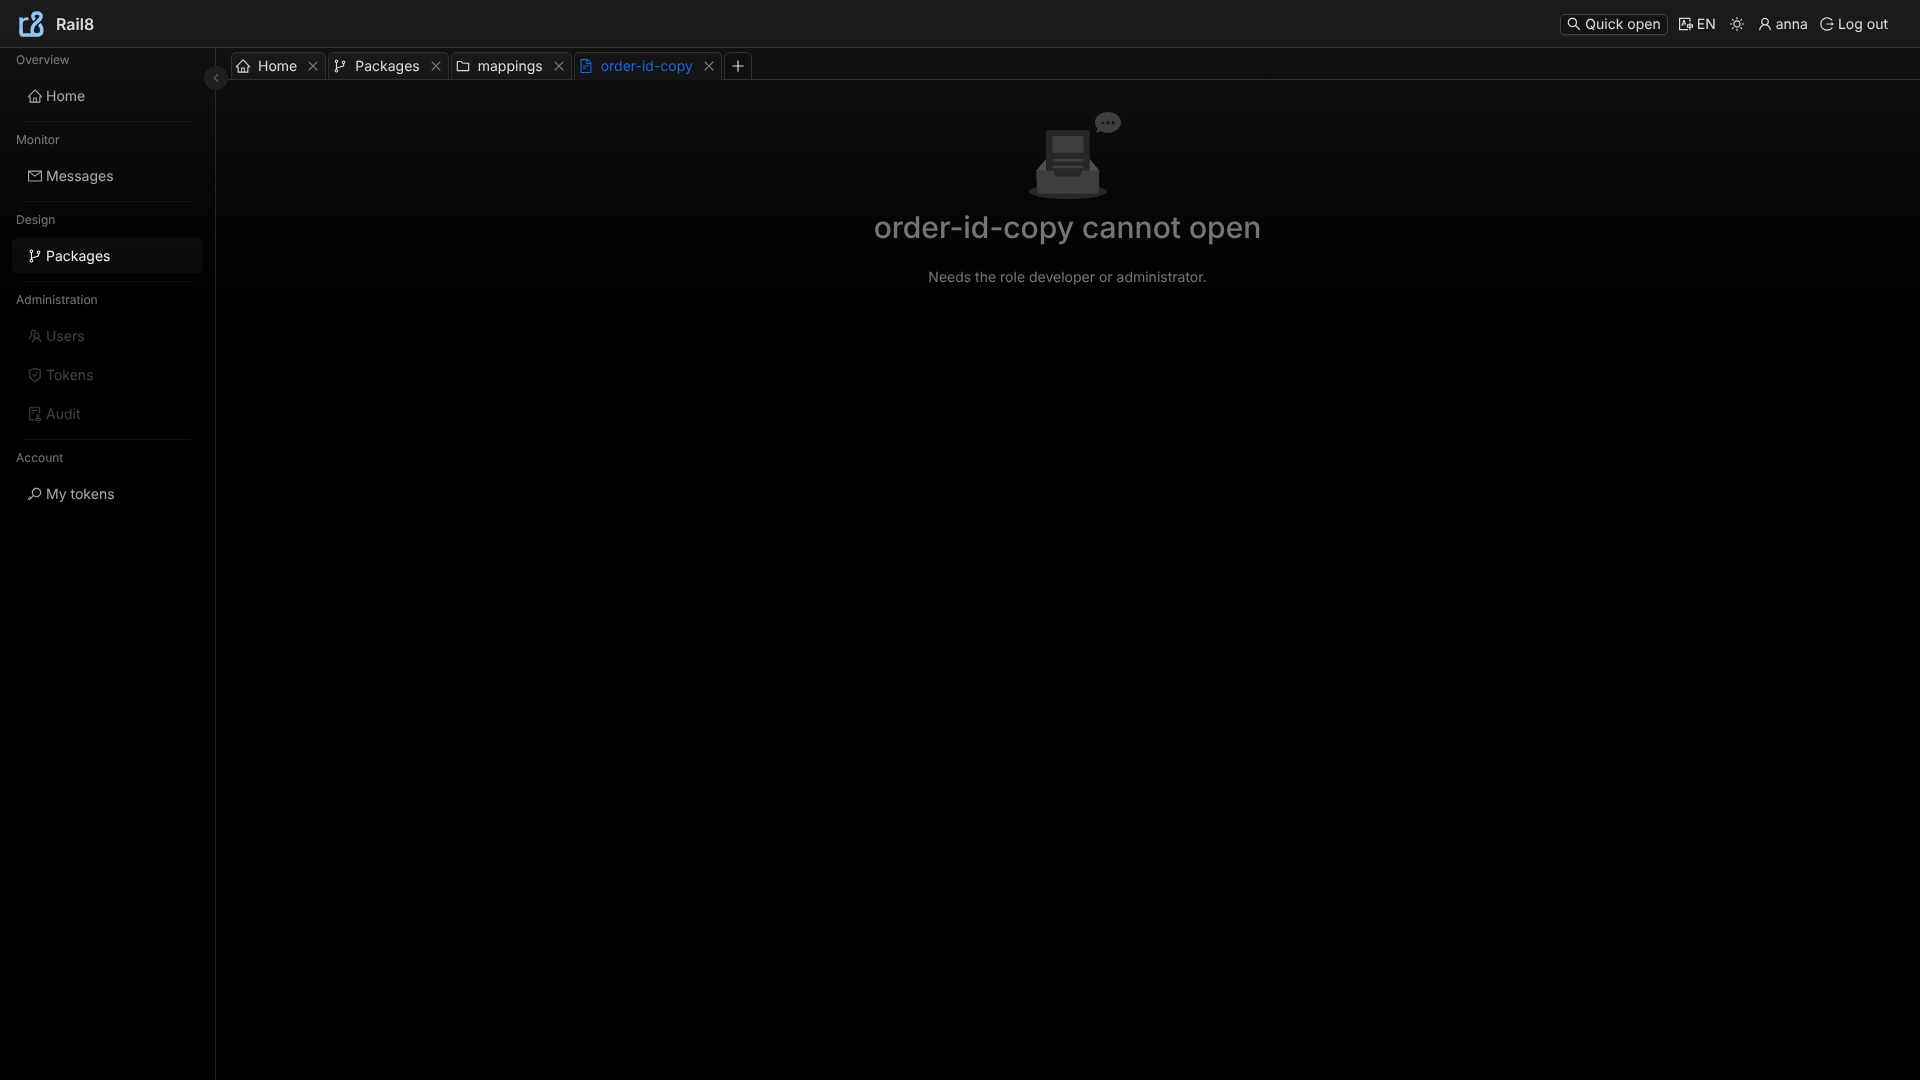 Rail8
Quick open
EN
anna
Log out
Overview
Home
Monitor
Messages
Design
Packages
Administration
Users
Tokens
Audit
Account
My tokens
Home
Packages
mappings
order-id-copy
order-id-copy cannot open
Needs the role developer or administrator.